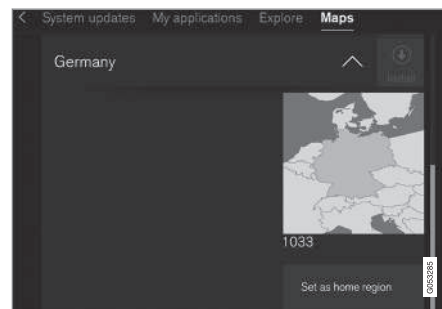 System updates My applications Explore Maps
Germany
Install
1033
Set as home region
G053285